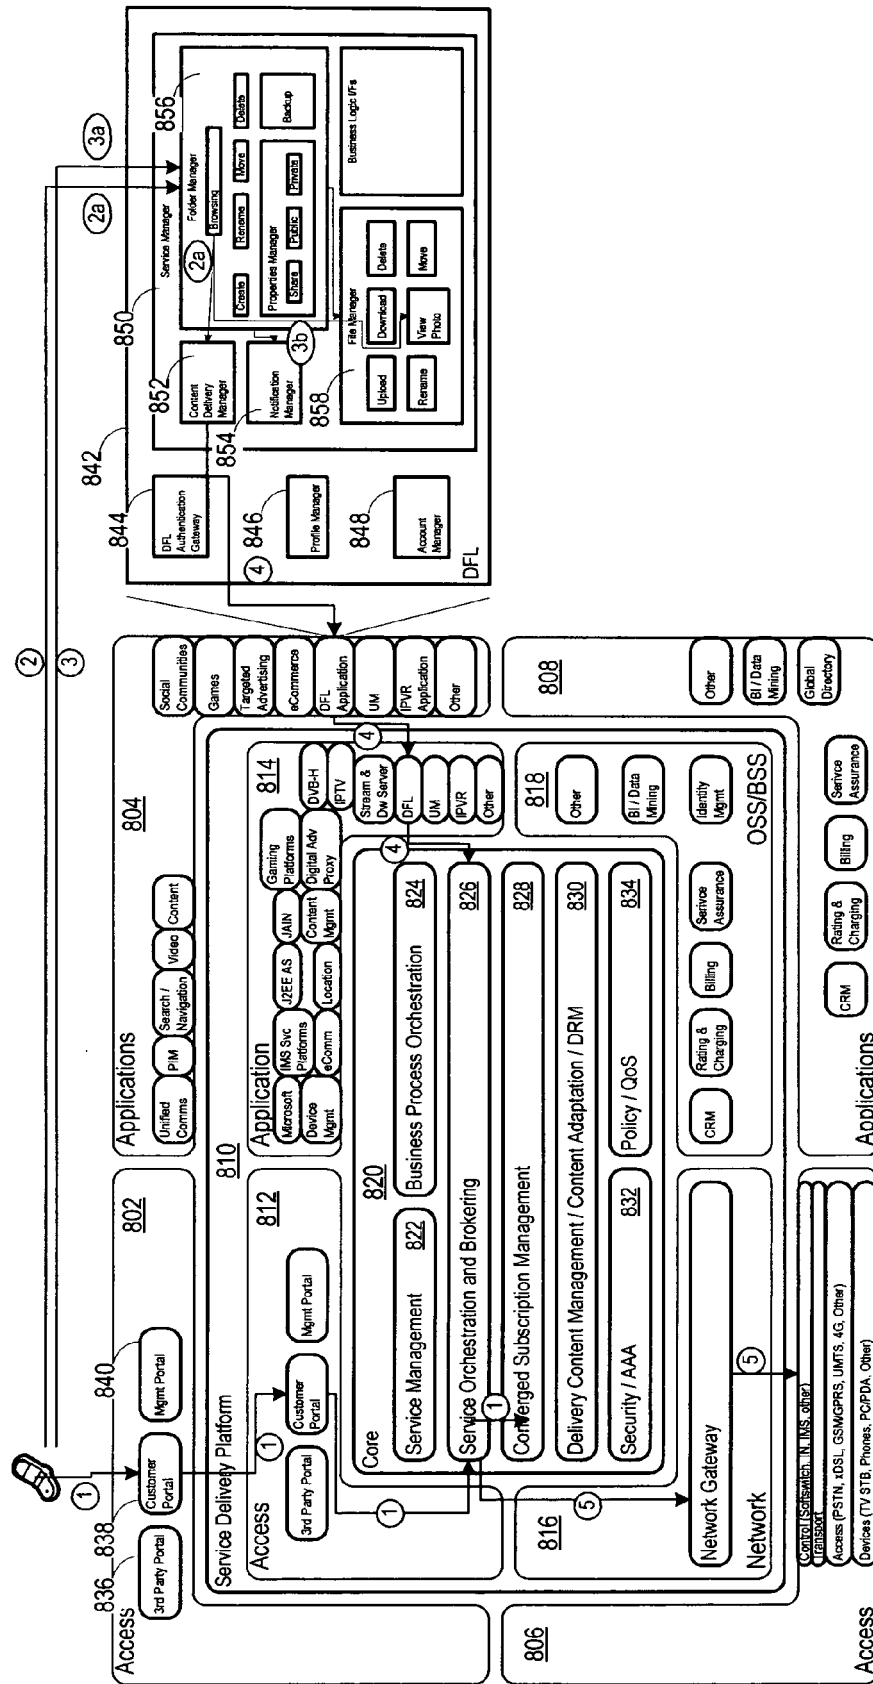 Access
802
836
3rd Party Portal
838
Customer
Portal
840
Mgmt Portal
1
2
3
Applications
804
Unified
Comms
PIM
Search /
Navigation
Video
Content
Social
Communities
Games
Targeted
Advertising
eCommerce
DFL
Application
UM
IPVR
Application
Other
Service Delivery Platform
810
Access
812
3rd Party Portal
Customer
Portal
Mgmt Portal
1
1
Application
814
Microsoft
IMS Svc
Platforms
J2EE AS
JAIN
Gaming
Platforms
DVB-H
Device
Mgmt
eComm
Location
Content
Mgmt
Digital Adv
Proxy
IPTV
Stream &
Dw Server
DFL
UM
IPVR
Other
4
4
Core
820
Service Management
822
Business Process Orchestration
824
Service Orchestration and Brokering
826
1
Converged Subscription Management
828
Delivery Content Management / Content Adaptation / DRM
830
Security / AAA
832
Policy / QoS
834
5
816
Network Gateway
Network
5
818
CRM
Rating &
Charging
Billing
Serivce
Assurance
Other
BI / Data
Mining
Identity
Mgmt
OSS/BSS
806
Access
Control (Softswitch, IN, IMS, other)
Transport
Access (PSTN, xDSL, GSM/GPRS, UMTS, 4G, Other)
Devices (TV STB, Phones, PC/PDA, Other)
808
Other
BI / Data
Mining
Global
Directory
CRM
Rating &
Charging
Billing
Serivce
Assurance
Applications
842
844
DFL
Authentication
Gateway
4
846
Profile Manager
848
Account
Manager
DFL
850
Service Manager
2a
3a
852
Content
Delivery
Manager
854
Notification
Manager
3b
856
Folder Manager
Browsing
2a
Create
Rename
Move
Delete
Properties Manager
Share
Public
Private
Backup
858
File Manager
Upload
Download
Delete
Rename
View
Photo
Move
Business Logic I/Fs